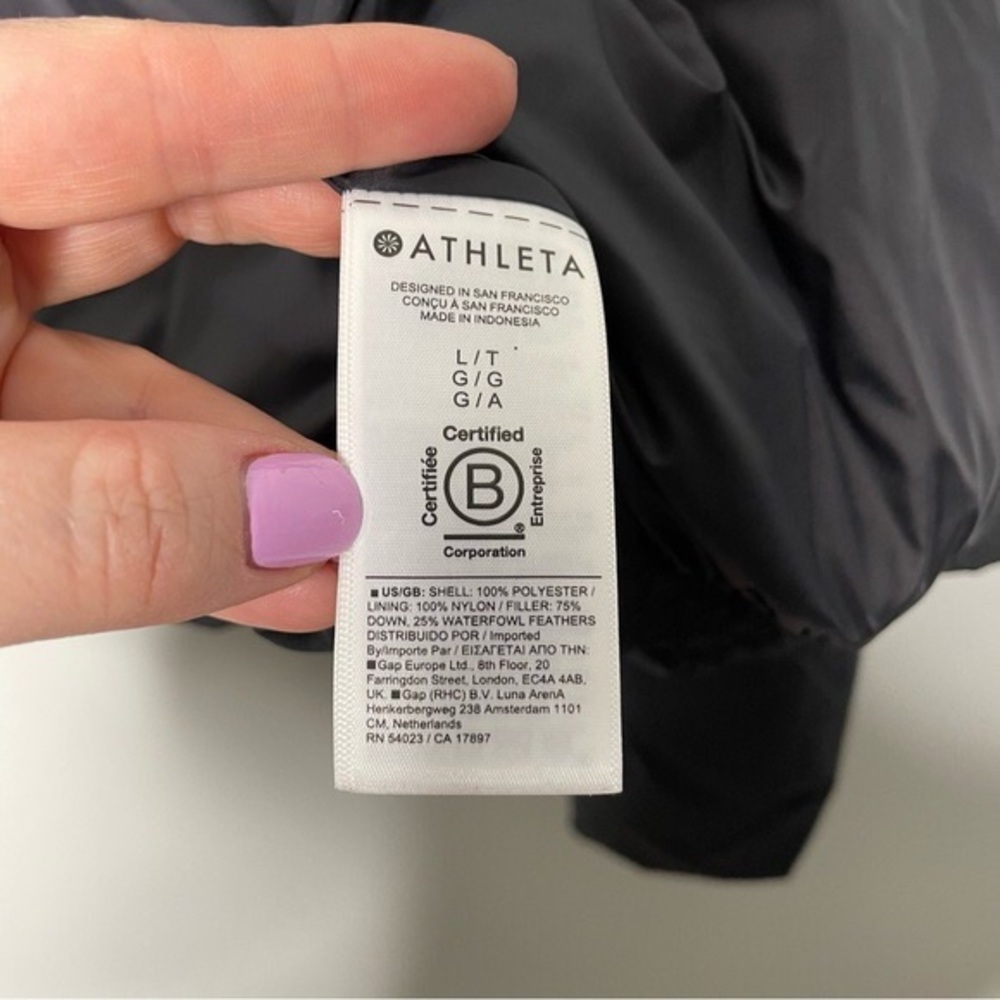 ATHLETA
DESIGNED IN SAN FRANCISCO
CONÇU À SAN FRANCISCO
MADE IN INDONESIA
L / T
G / G
G / A
Certified
Certifiée
B
Entreprise
®
Corporation
■ US/GB: SHELL: 100% POLYESTER /
LINING: 100% NYLON / FILLER: 75%
DOWN, 25% WATERFOWL FEATHERS
DISTRIBUIDO POR / Imported
By/Importe Par / ΕΙΣΑΓΕΤΑΙ ΑΠΟ ΤΗΝ:
■Gap Europe Ltd., 8th Floor, 20
Farringdon Street, London, EC4A 4AB,
UK. ■Gap (RHC) B.V. Luna ArenA
Herikerbergweg 238 Amsterdam 1101
CM, Netherlands
RN 54023 / CA 17897